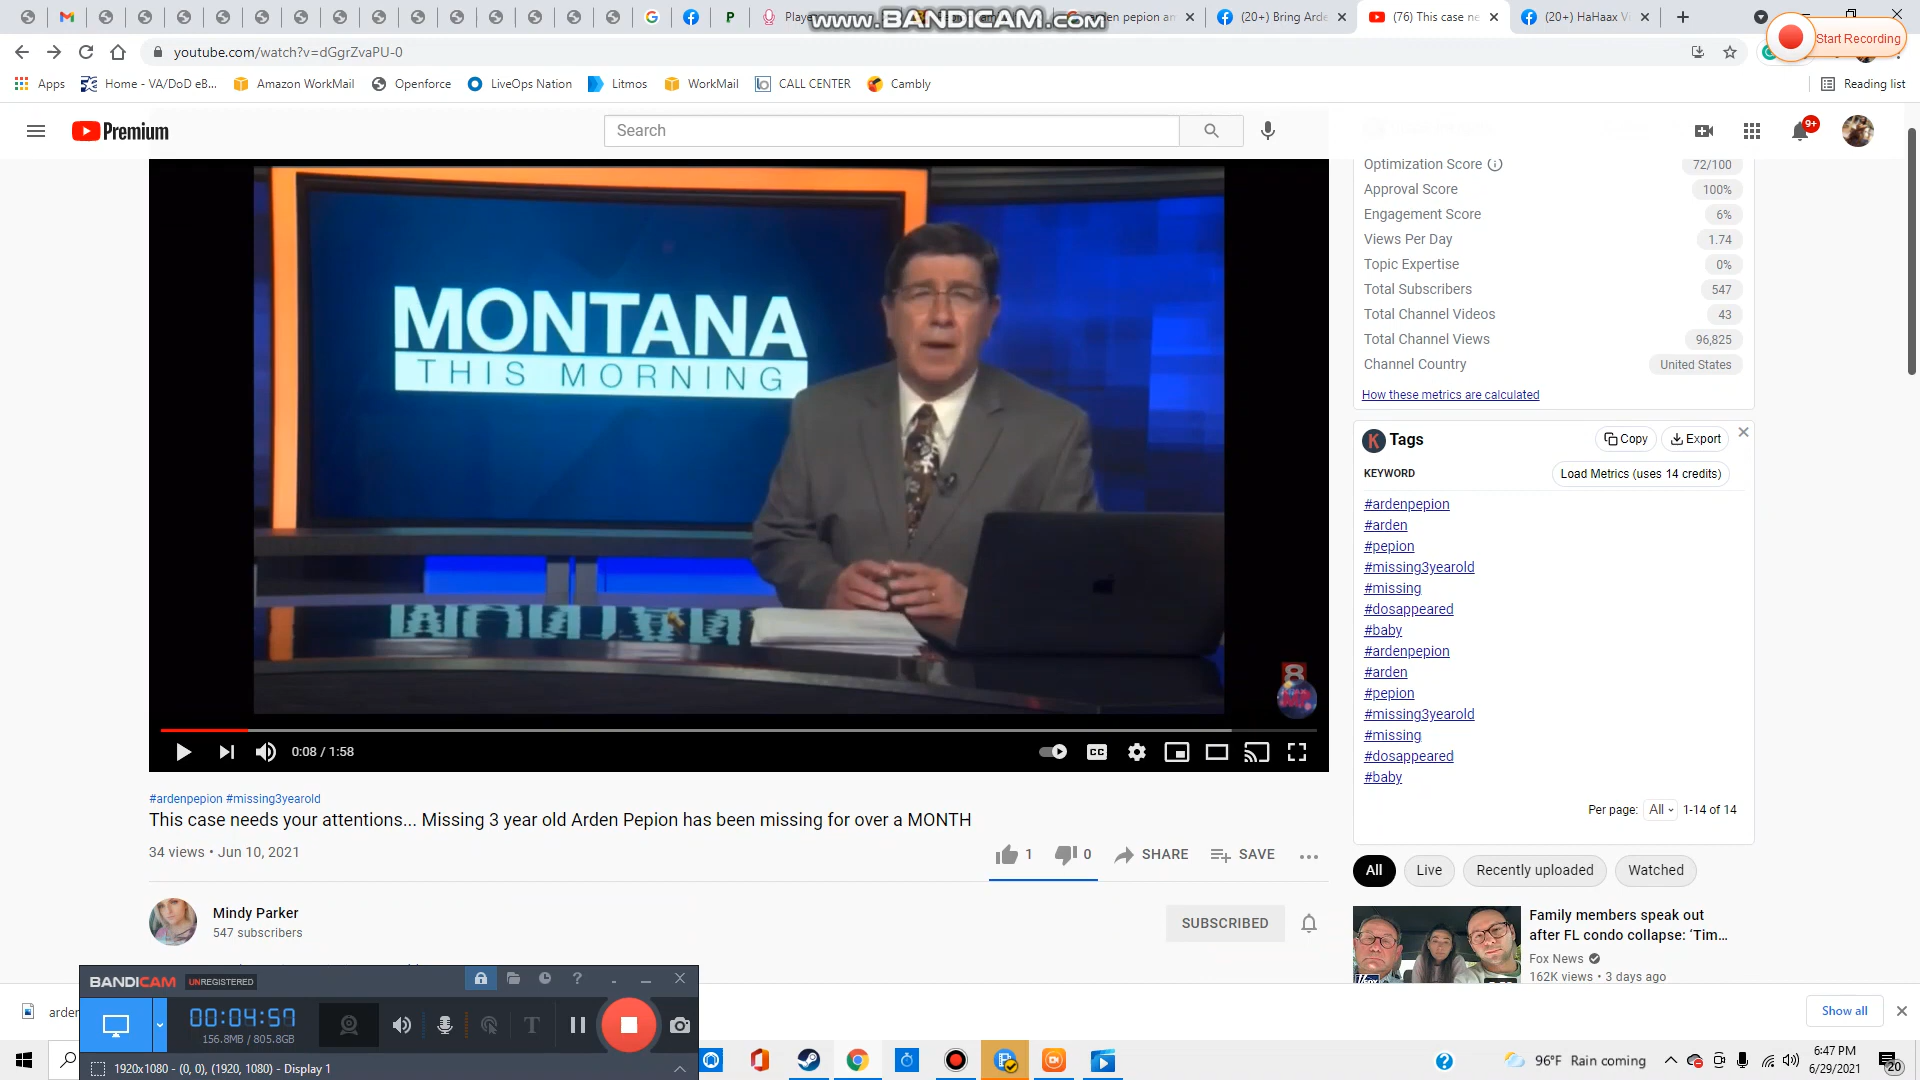 www.BANDICAM.com
Playe
rden pepion an
(20+) Bring Arde
(76) This case ne
(20+) HaHaax V
Start Recording
youtube.com/watch?v=dGgrZvaPU-0
Apps
Home - VA/DoD eB...
Amazon WorkMail
Openforce
LiveOps Nation
Litmos
WorkMail
CALL CENTER
Cambly
Reading list
Premium
Search
9+
MONTANA
THIS MORNING
8
0:08 / 1:58
CC
#ardenpepion #missing3yearold
This case needs your attentions... Missing 3 year old Arden Pepion has been missing for over a MONTH
34 views • Jun 10, 2021
1
0
SHARE
SAVE
Mindy Parker
547 subscribers
SUBSCRIBED
Optimization Score 72/100
Approval Score 100%
Engagement Score 6%
Views Per Day 1.74
Topic Expertise 0%
Total Subscribers 547
Total Channel Videos 43
Total Channel Views 96,825
Channel Country United States
How these metrics are calculated
K Tags Copy Export
KEYWORD Load Metrics (uses 14 credits)
#ardenpepion
#arden
#pepion
#missing3yearold
#missing
#dosappeared
#baby
#ardenpepion
#arden
#pepion
#missing3yearold
#missing
#dosappeared
#baby
Per page: All 1-14 of 14
All Live Recently uploaded Watched
Family members speak out
after FL condo collapse: ‘Tim...
Fox News
162K views • 3 days ago
BANDICAM UNREGISTERED
00:04:57
156.8MB / 805.8GB
1920x1080 - (0, 0), (1920, 1080) - Display 1
arden
Show all
96°F Rain coming
6:47 PM
6/29/2021
20